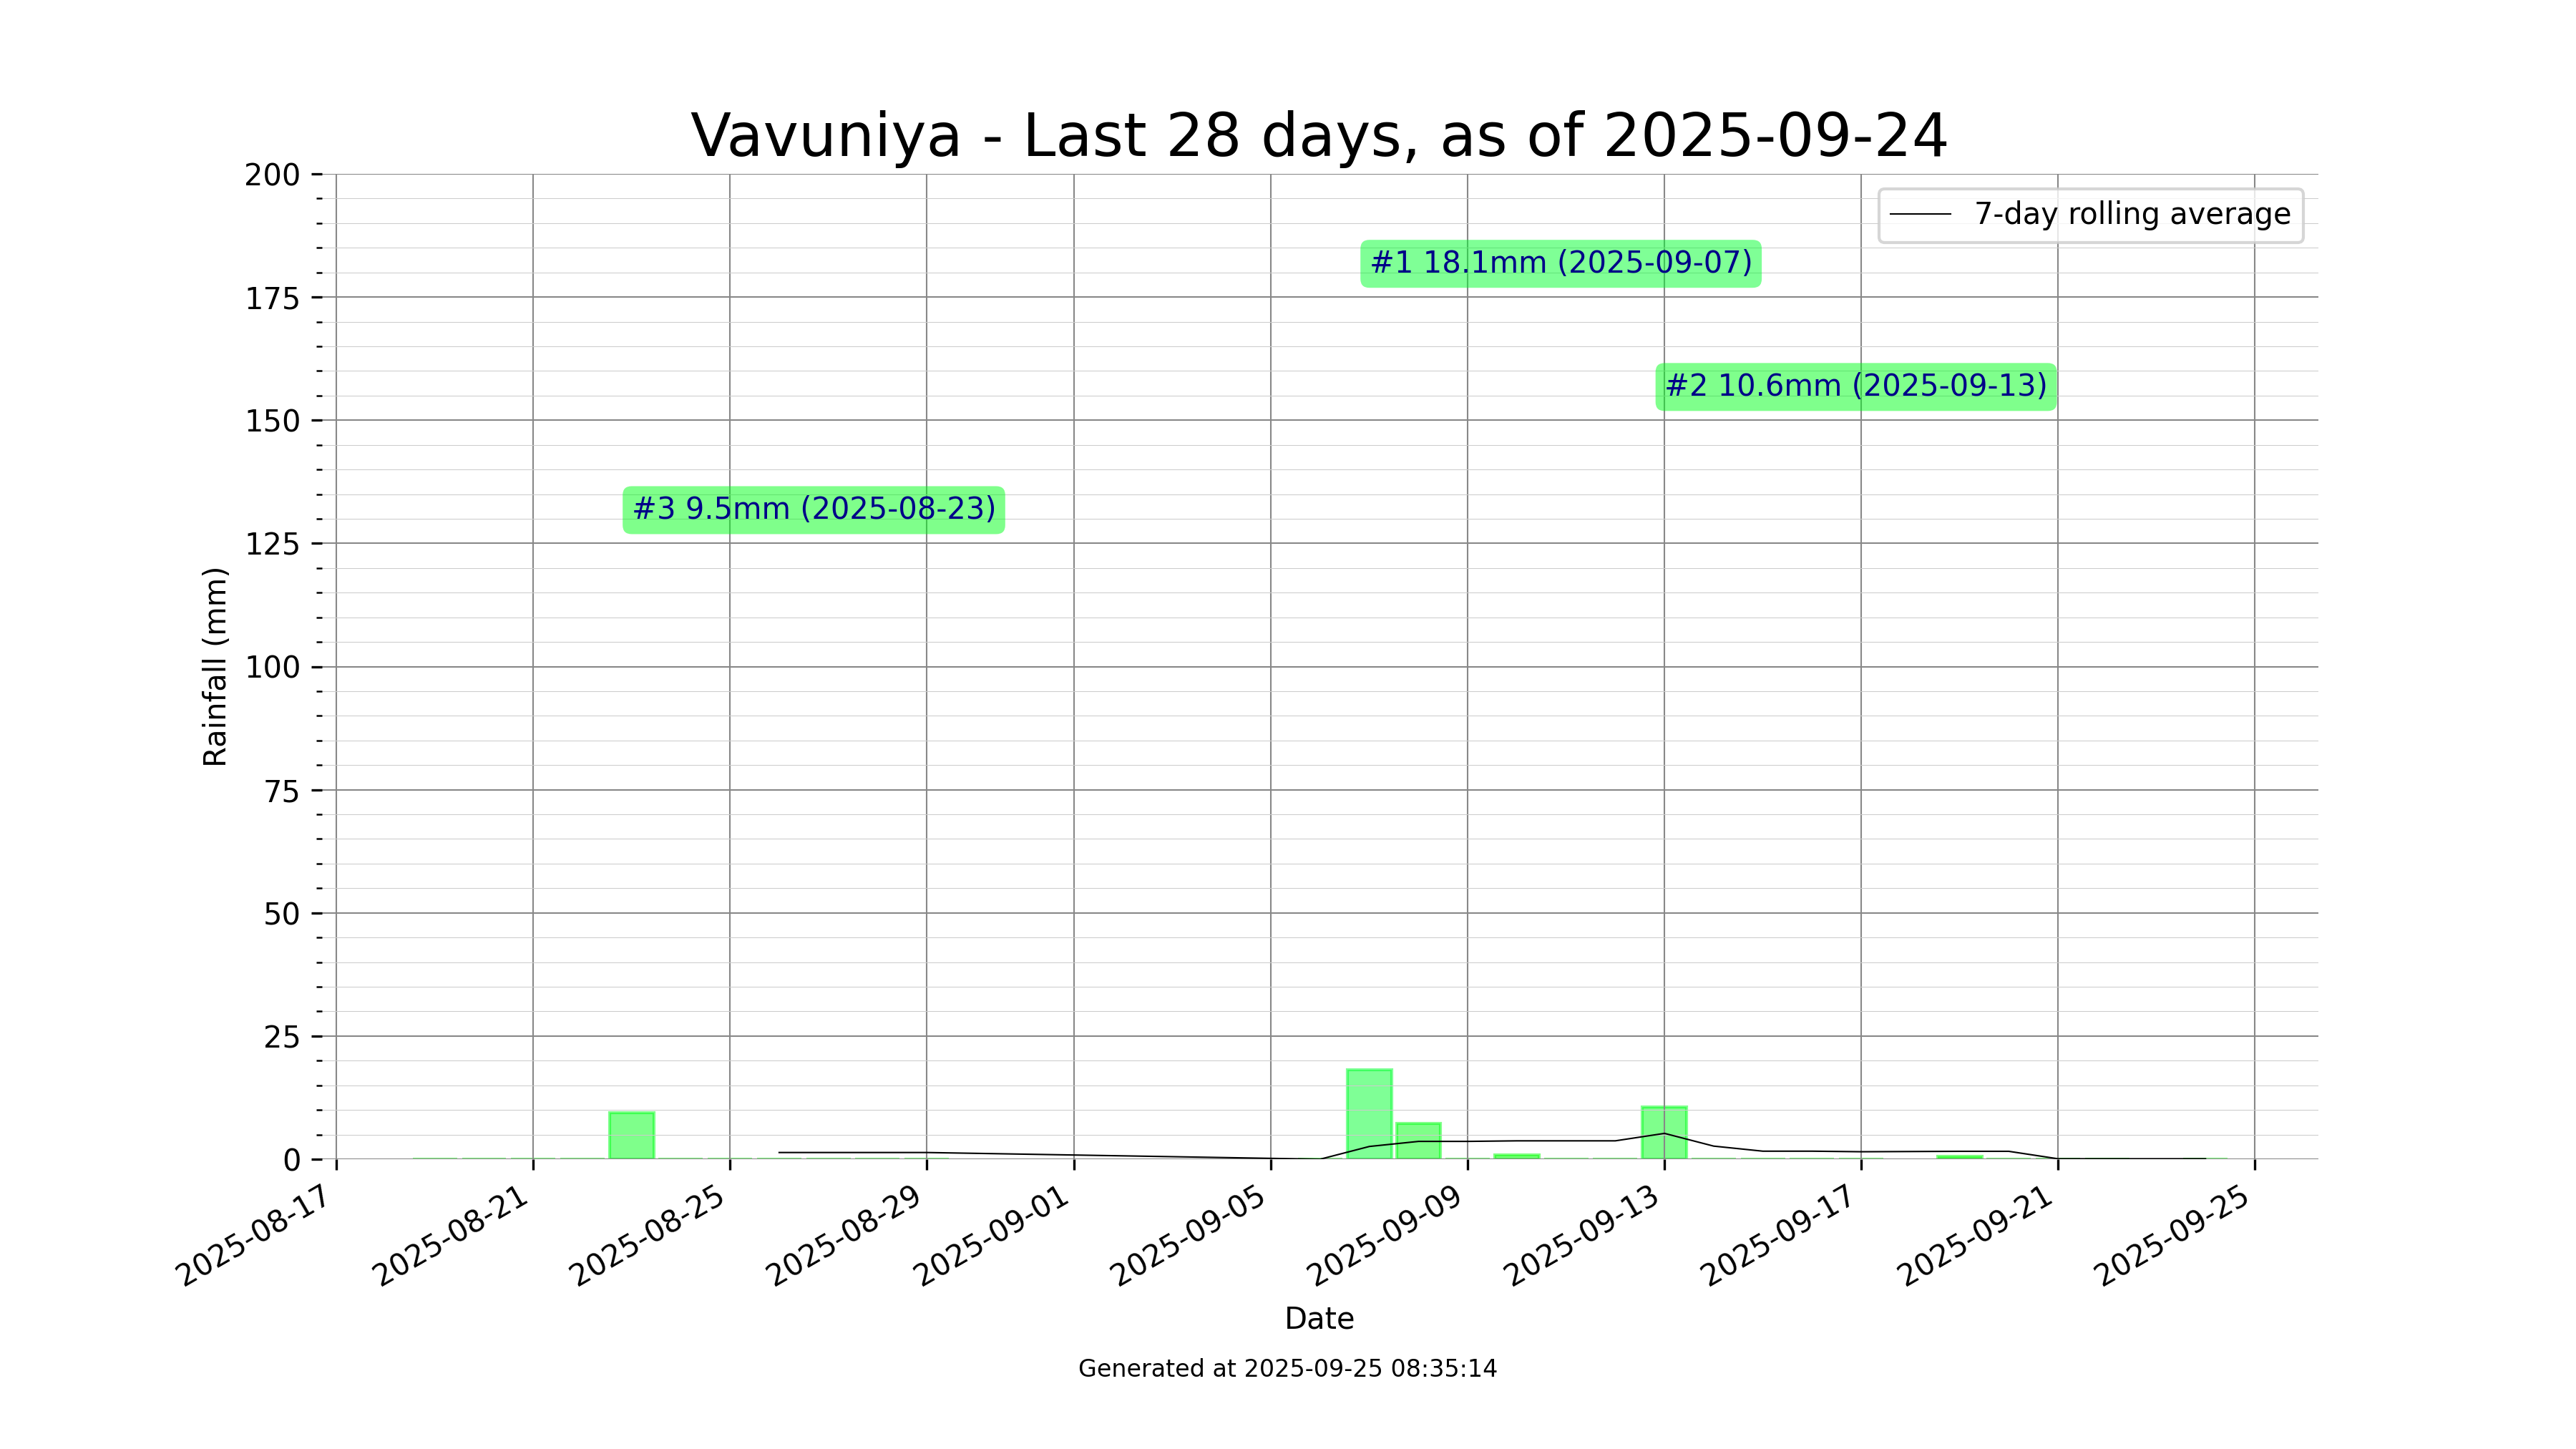 Vavuniya - Last 28 days, as of 2025-09-24
7-day rolling average
#1 18.1mm (2025-09-07)
#2 10.6mm (2025-09-13)
#3 9.5mm (2025-08-23)
Rainfall (mm)
200
175
150
125
100
75
50
25
0
2025-08-17
2025-08-21
2025-08-25
2025-08-29
2025-09-01
2025-09-05
2025-09-09
2025-09-13
2025-09-17
2025-09-21
2025-09-25
Date
Generated at 2025-09-25 08:35:14